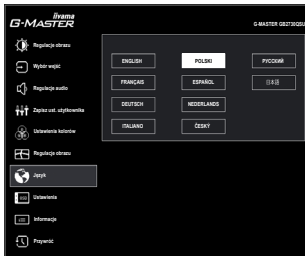 iiyama
G-MASTER
G-MASTER GB2730QSU
Regulacje obrazu
Wybór wejść
Regulacje audio
Zapisz ust. użytkownika
Ustawienia kolorów
Regulacje obrazu
Język
Ustawienia
Informacje
Przywróć
ENGLISH
POLSKI
РУССКИЙ
FRANÇAIS
ESPAÑOL
日本語
DEUTSCH
NEDERLANDS
ITALIANO
ČESKÝ